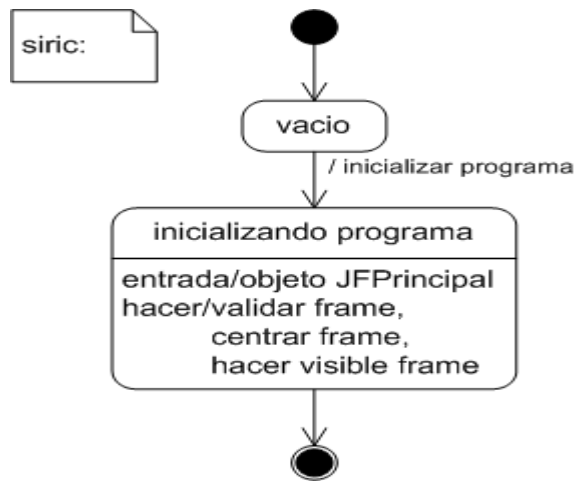 siric:
vacio
/ inicializar programa
inicializando programa
entrada/objeto JFPrincipal
hacer/validar frame,
centrar frame,
hacer visible frame